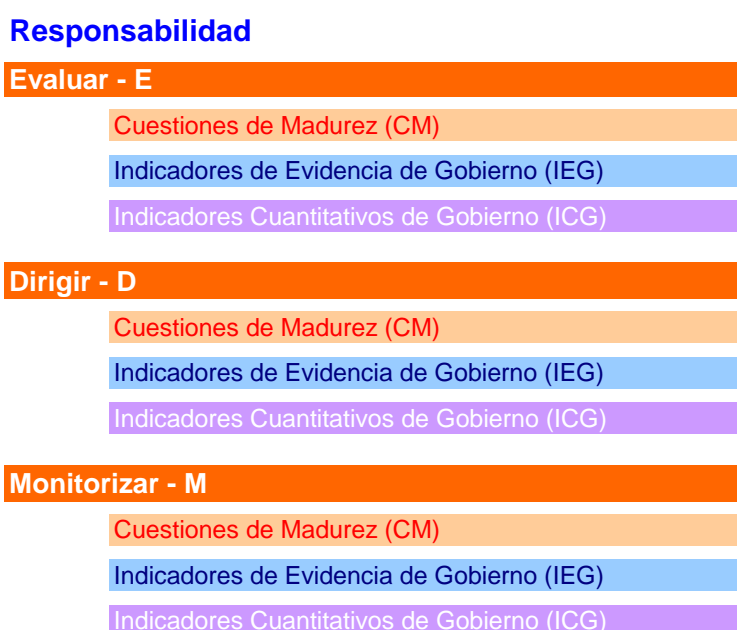 Responsabilidad
Evaluar - E
Cuestiones de Madurez (CM)
Indicadores de Evidencia de Gobierno (IEG)
Indicadores Cuantitativos de Gobierno (ICG)
Dirigir - D
Cuestiones de Madurez (CM)
Indicadores de Evidencia de Gobierno (IEG)
Indicadores Cuantitativos de Gobierno (ICG)
Monitorizar - M
Cuestiones de Madurez (CM)
Indicadores de Evidencia de Gobierno (IEG)
Indicadores Cuantitativos de Gobierno (ICG)